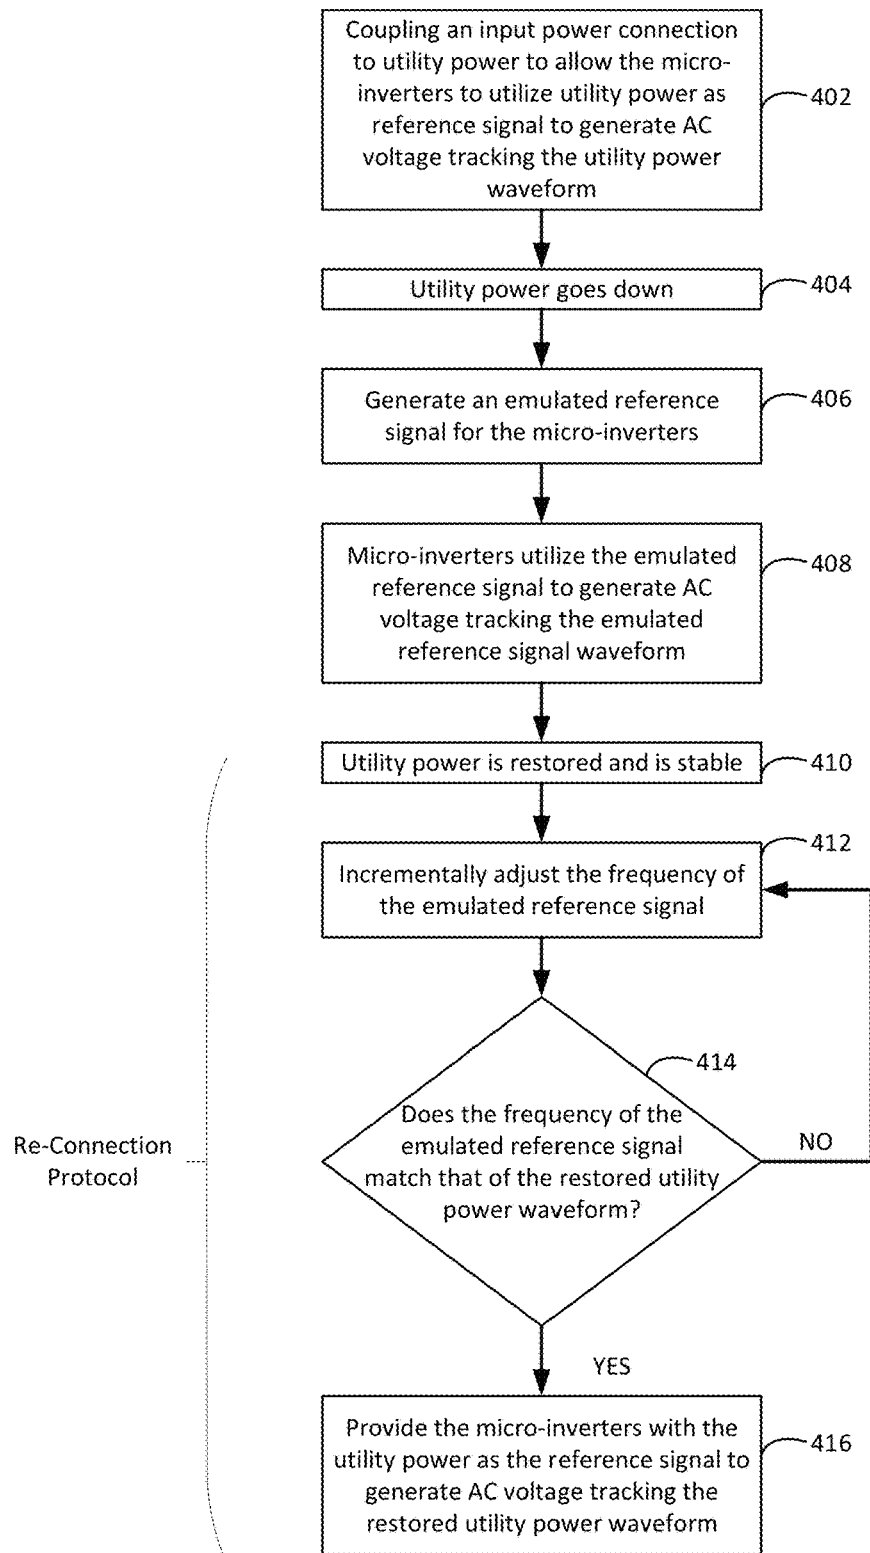 Coupling an input power connection
to utility power to allow the micro-
inverters to utilize utility power as
reference signal to generate AC
voltage tracking the utility power
waveform
402
Utility power goes down
404
Generate an emulated reference
signal for the micro-inverters
406
Micro-inverters utilize the emulated
reference signal to generate AC
voltage tracking the emulated
reference signal waveform
408
Utility power is restored and is stable
410
412
Incrementally adjust the frequency of
the emulated reference signal
414
Does the frequency of the
emulated reference signal
match that of the restored utility
power waveform?
NO
Re-Connection
Protocol
YES
Provide the micro-inverters with the
utility power as the reference signal to
generate AC voltage tracking the
restored utility power waveform
416